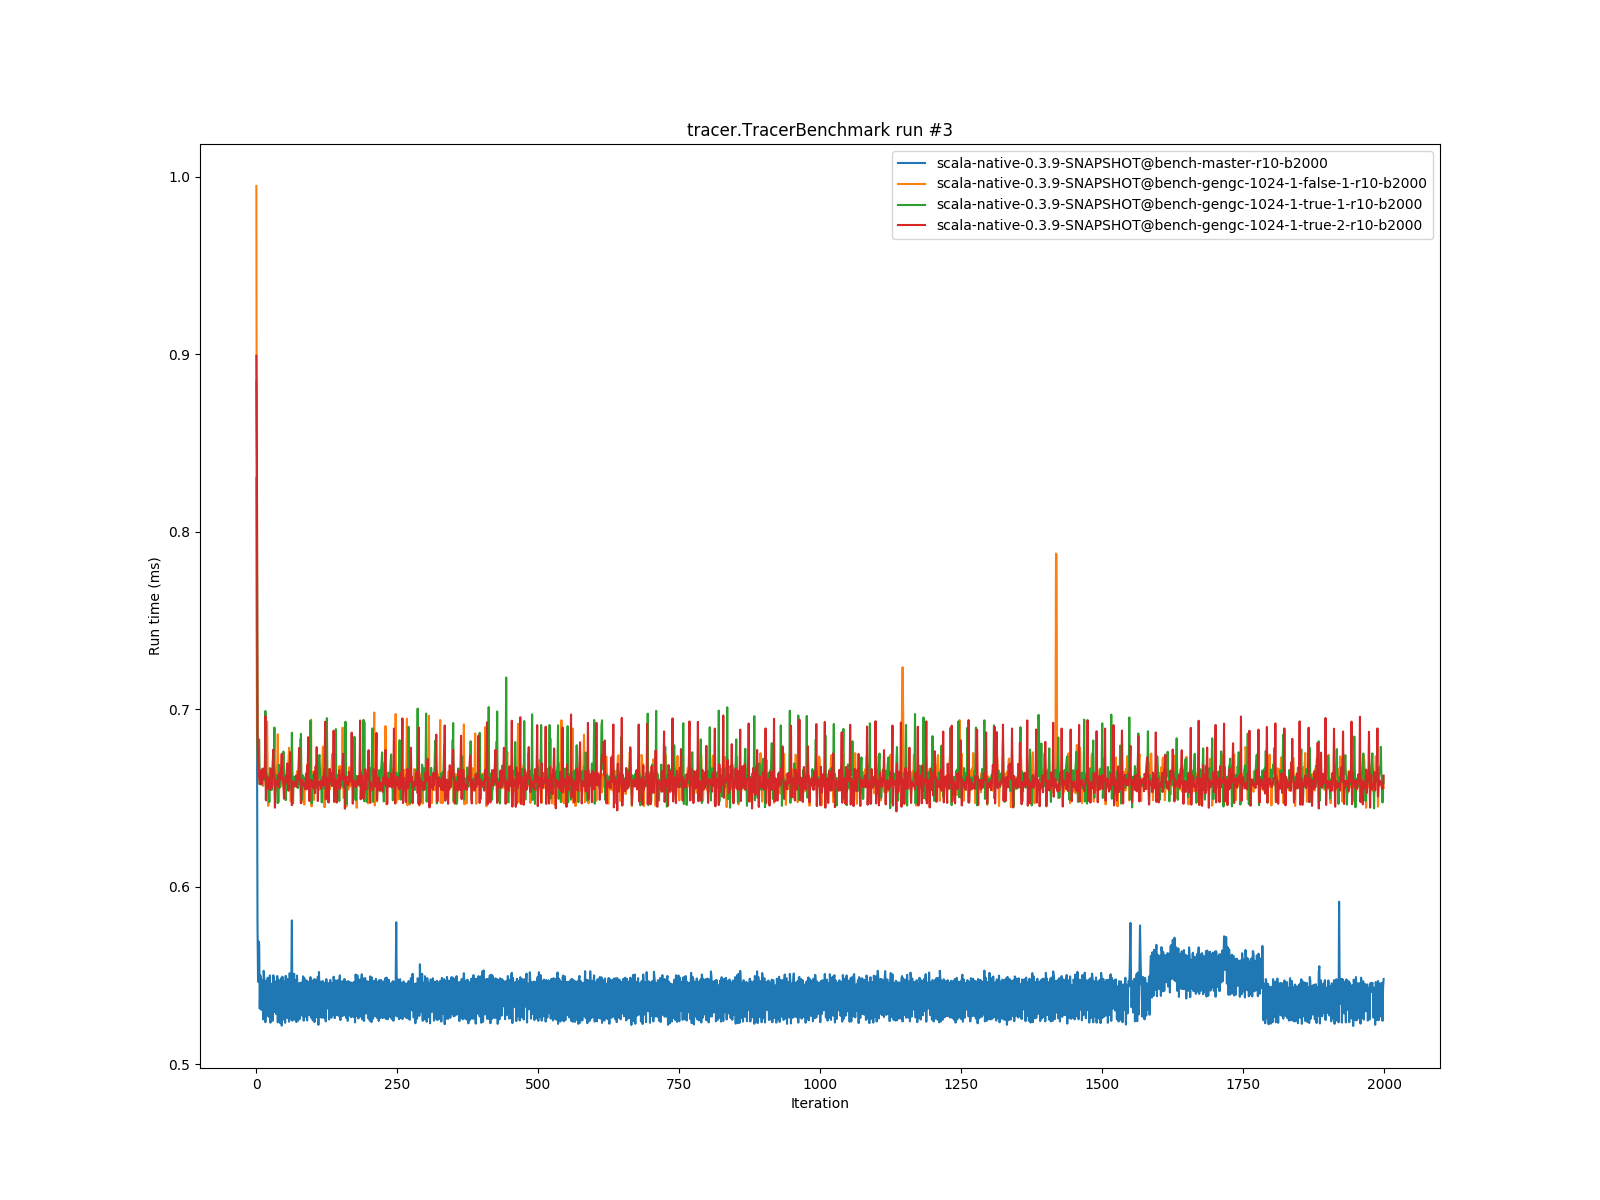 tracer.TracerBenchmark run #3
scala-native-0.3.9-SNAPSHOT@bench-master-r10-b2000
scala-native-0.3.9-SNAPSHOT@bench-gengc-1024-1-false-1-r10-b2000
scala-native-0.3.9-SNAPSHOT@bench-gengc-1024-1-true-1-r10-b2000
scala-native-0.3.9-SNAPSHOT@bench-gengc-1024-1-true-2-r10-b2000
1.0
0.9
0.8
0.7
0.6
0.5
Run time (ms)
0 250 500 750 1000 1250 1500 1750 2000
Iteration